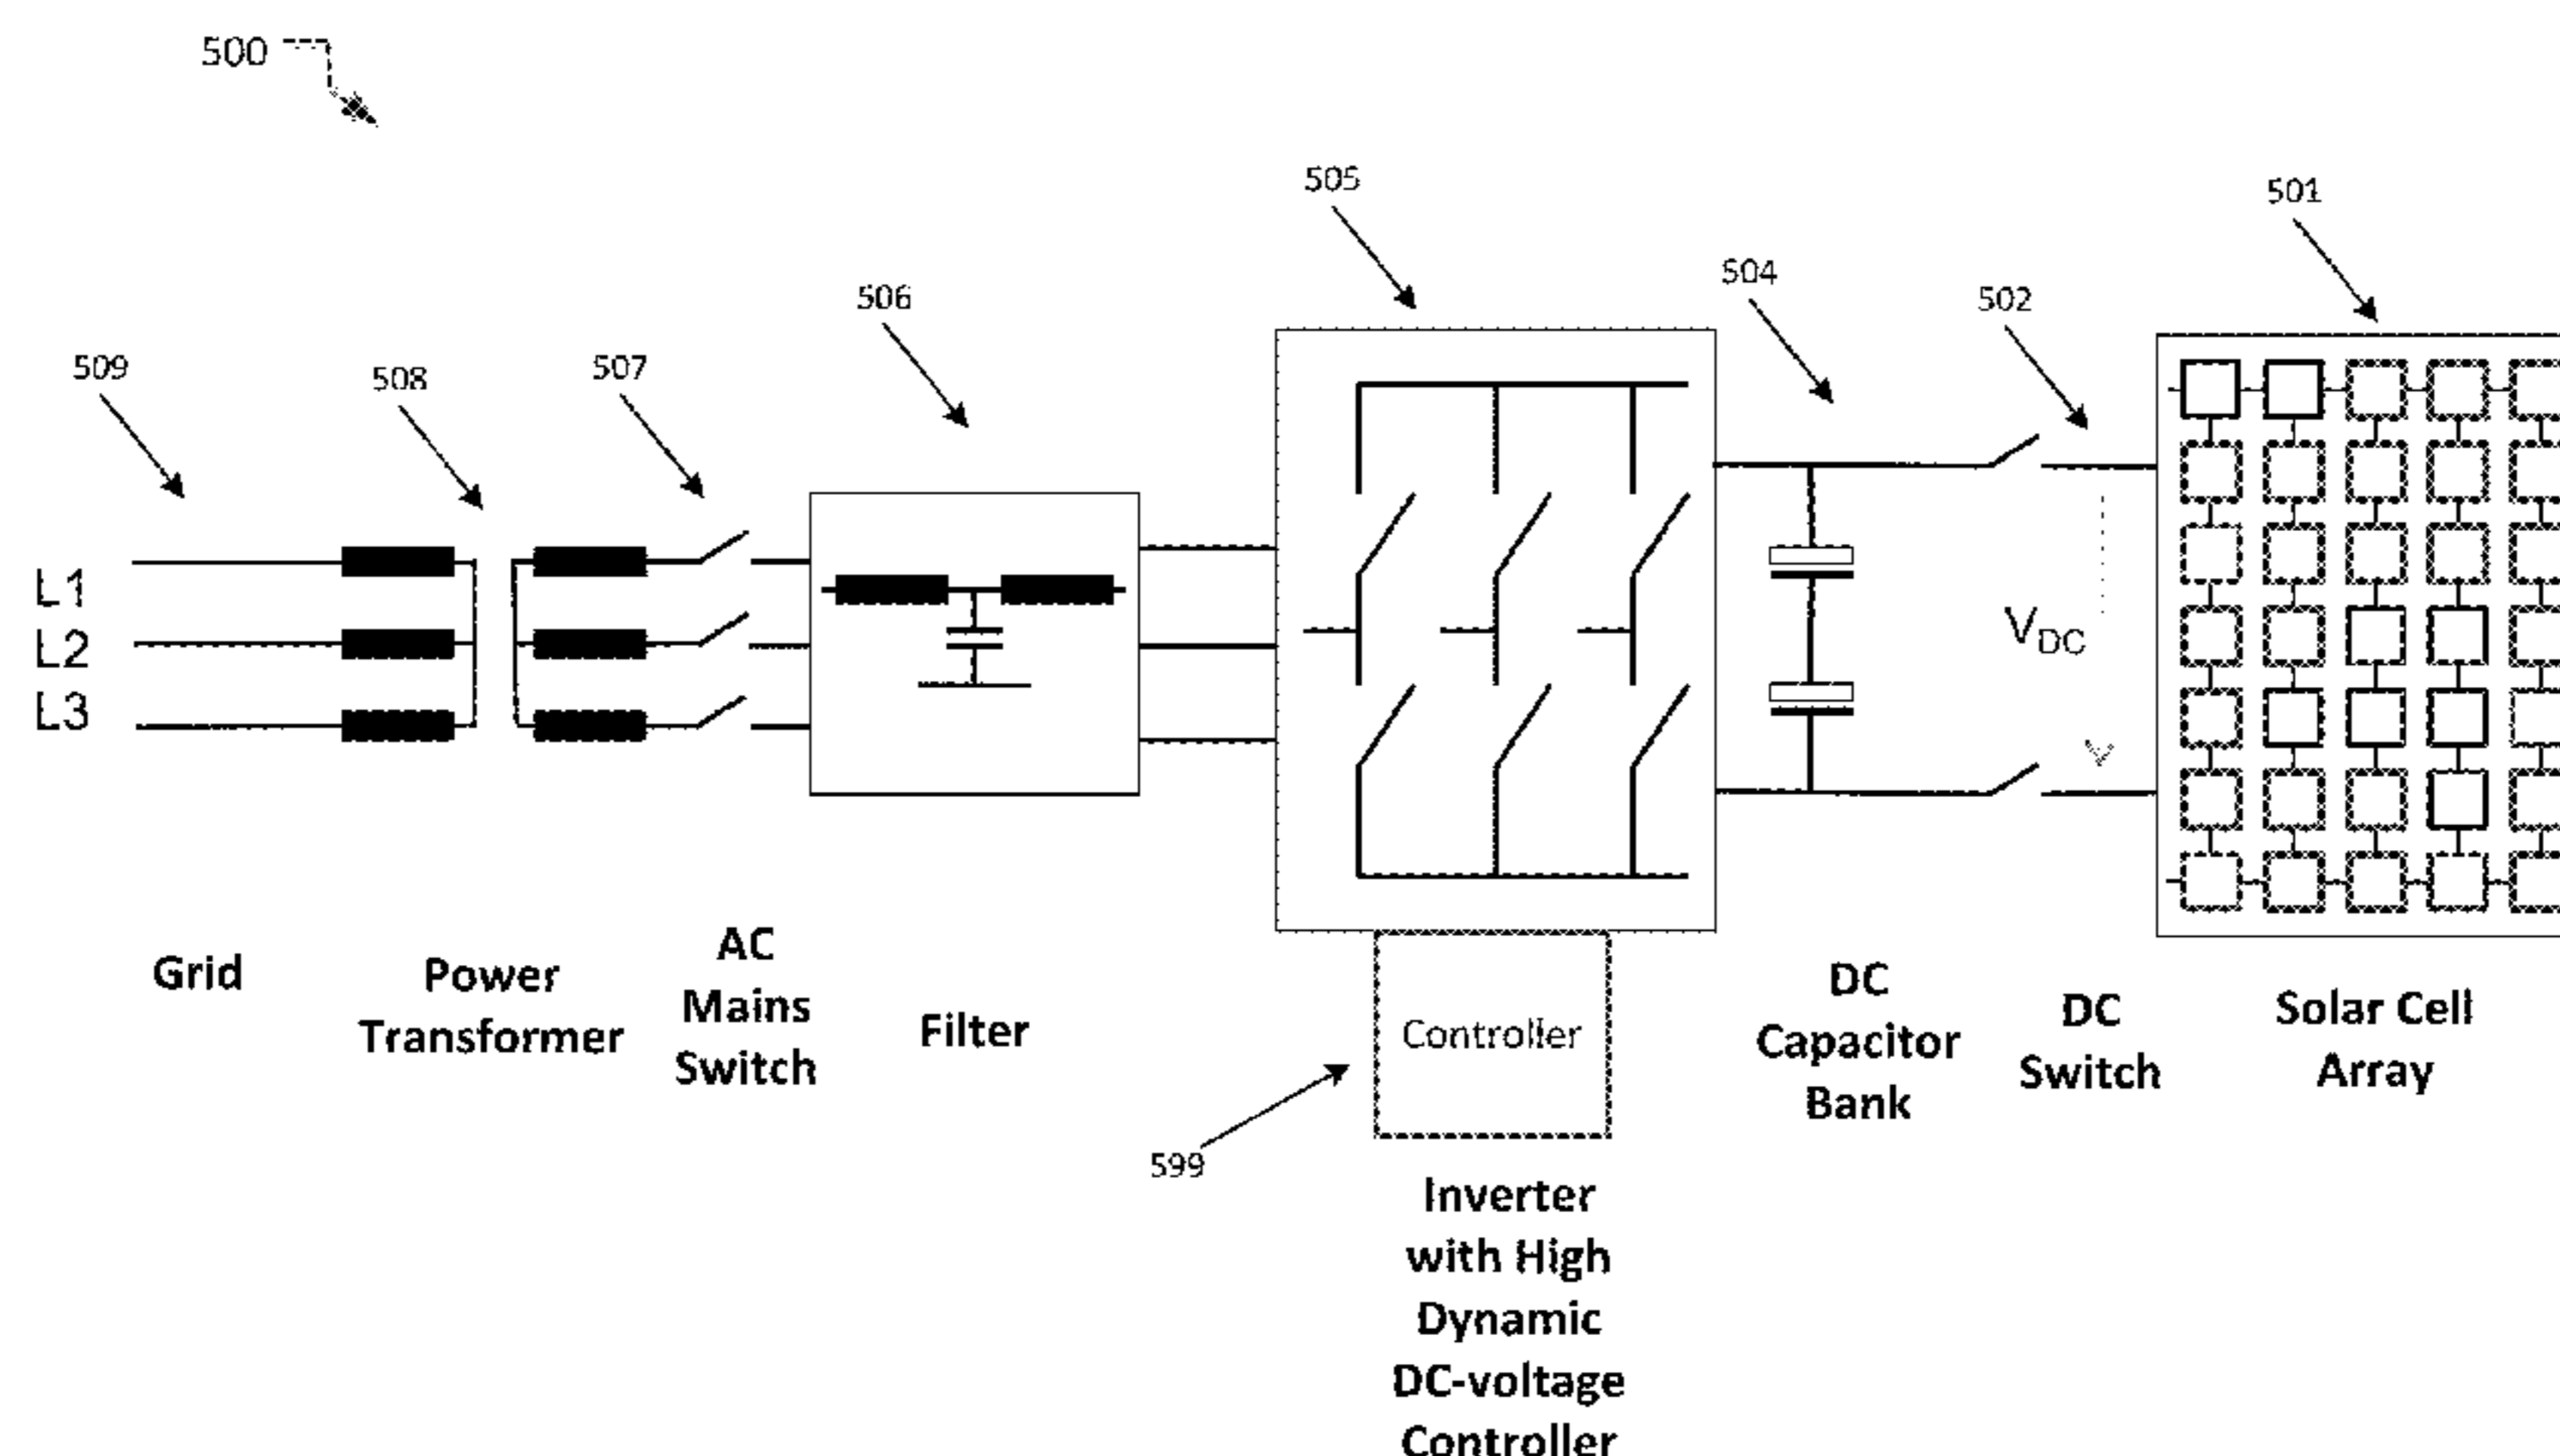 500
505
501
504
502
506
509
508
507
L1
L2
L3
V_DC
Grid
Power
Transformer
AC
Mains
Switch
Filter
Controller
599
Inverter
with High
Dynamic
DC-voltage
Controller
DC
Capacitor
Bank
DC
Switch
Solar Cell
Array